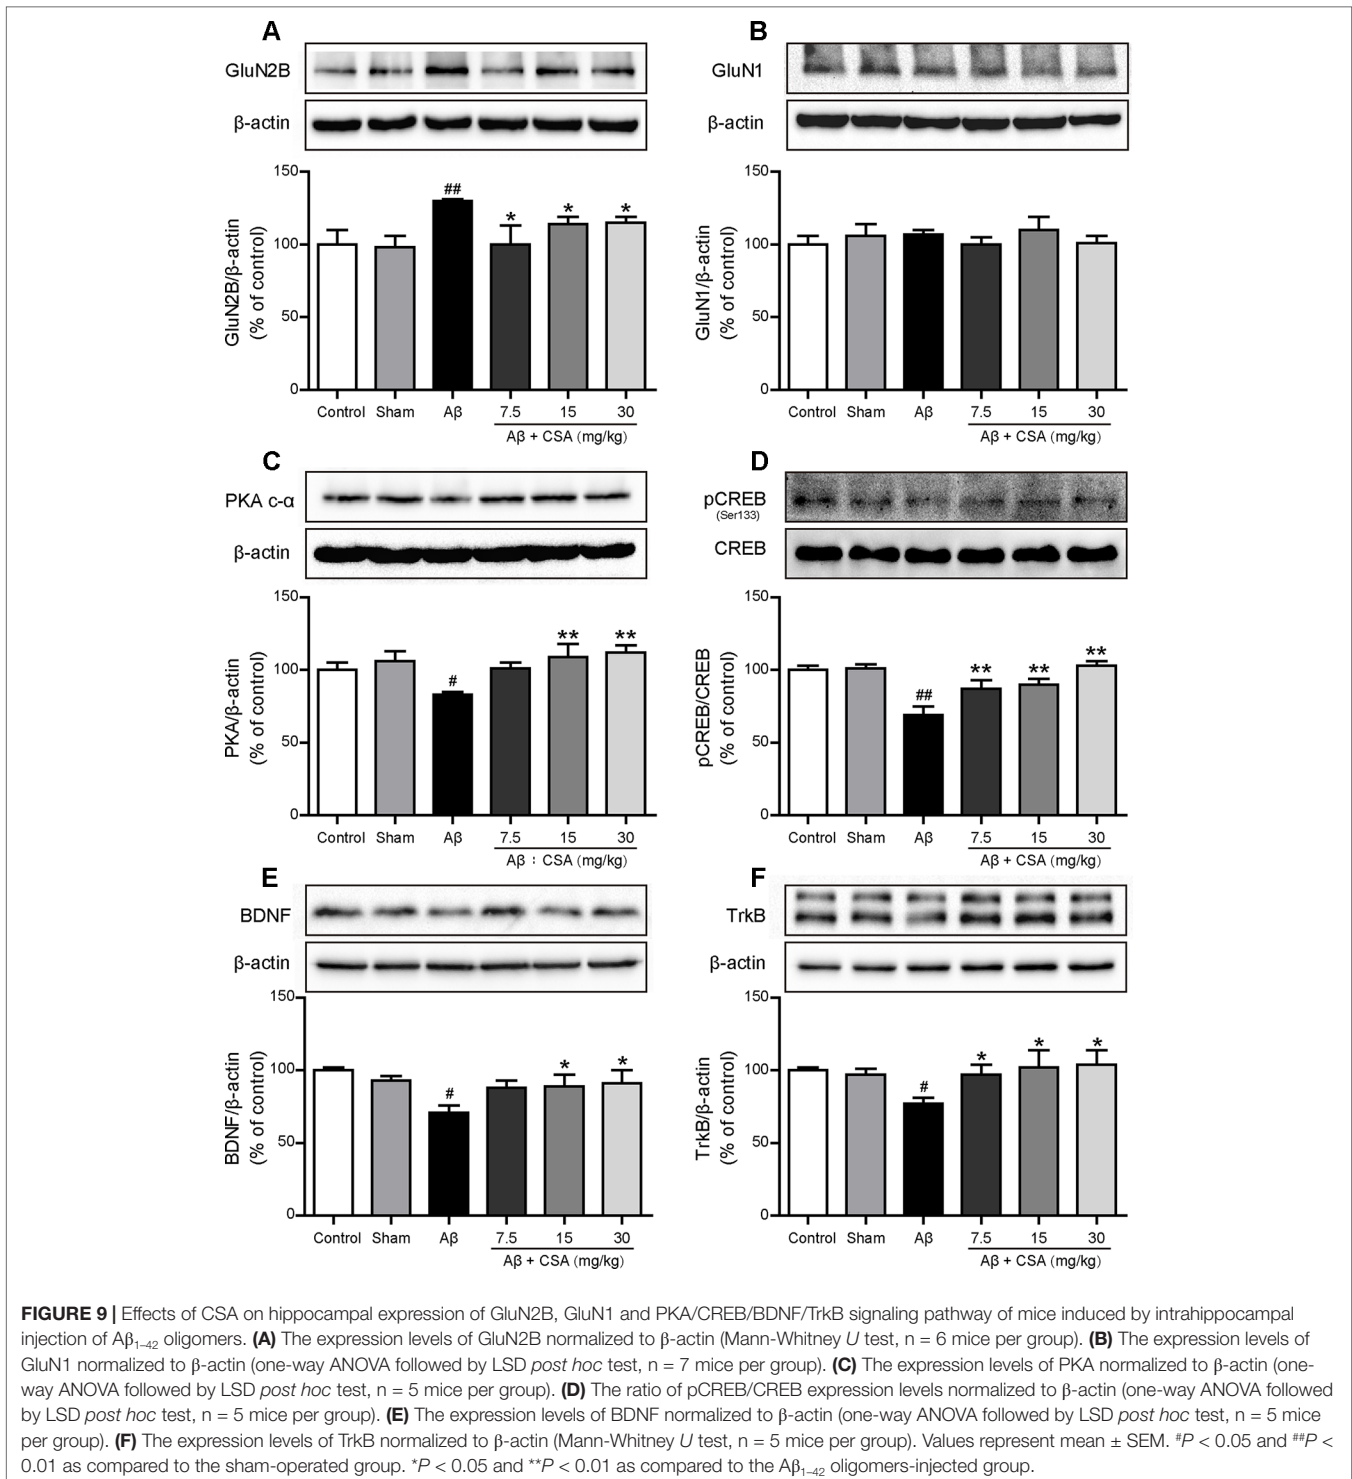 A
GluN2B
β-actin
150
100
50
0
GluN2B/β-actin
(% of control)
##
*
*
*
Control Sham Aβ 7.5 15 30
Aβ + CSA (mg/kg)
B
GluN1
β-actin
150
100
50
0
GluN1/β-actin
(% of control)
Control Sham Aβ 7.5 15 30
Aβ + CSA (mg/kg)
C
PKA c-α
β-actin
150
100
50
0
PKA/β-actin
(% of control)
#
**
**
Control Sham Aβ 7.5 15 30
Aβ : CSA (mg/kg)
D
pCREB
(Ser133)
CREB
150
100
50
0
pCREB/CREB
(% of control)
##
**
**
**
Control Sham Aβ 7.5 15 30
Aβ + CSA (mg/kg)
E
BDNF
β-actin
150
100
50
0
BDNF/β-actin
(% of control)
#
*
*
Control Sham Aβ 7.5 15 30
Aβ + CSA (mg/kg)
F
TrkB
β-actin
150
100
50
0
TrkB/β-actin
(% of control)
#
*
*
*
Control Sham Aβ 7.5 15 30
Aβ + CSA (mg/kg)
FIGURE 9 | Effects of CSA on hippocampal expression of GluN2B, GluN1 and PKA/CREB/BDNF/TrkB signaling pathway of mice induced by intrahippocampal
injection of Aβ₁₋₄₂ oligomers. (A) The expression levels of GluN2B normalized to β-actin (Mann-Whitney U test, n = 6 mice per group). (B) The expression levels of
GluN1 normalized to β-actin (one-way ANOVA followed by LSD post hoc test, n = 7 mice per group). (C) The expression levels of PKA normalized to β-actin (one-
way ANOVA followed by LSD post hoc test, n = 5 mice per group). (D) The ratio of pCREB/CREB expression levels normalized to β-actin (one-way ANOVA followed
by LSD post hoc test, n = 5 mice per group). (E) The expression levels of BDNF normalized to β-actin (one-way ANOVA followed by LSD post hoc test, n = 5 mice
per group). (F) The expression levels of TrkB normalized to β-actin (Mann-Whitney U test, n = 5 mice per group). Values represent mean ± SEM. #P < 0.05 and ##P <
0.01 as compared to the sham-operated group. *P < 0.05 and **P < 0.01 as compared to the Aβ₁₋₄₂ oligomers-injected group.